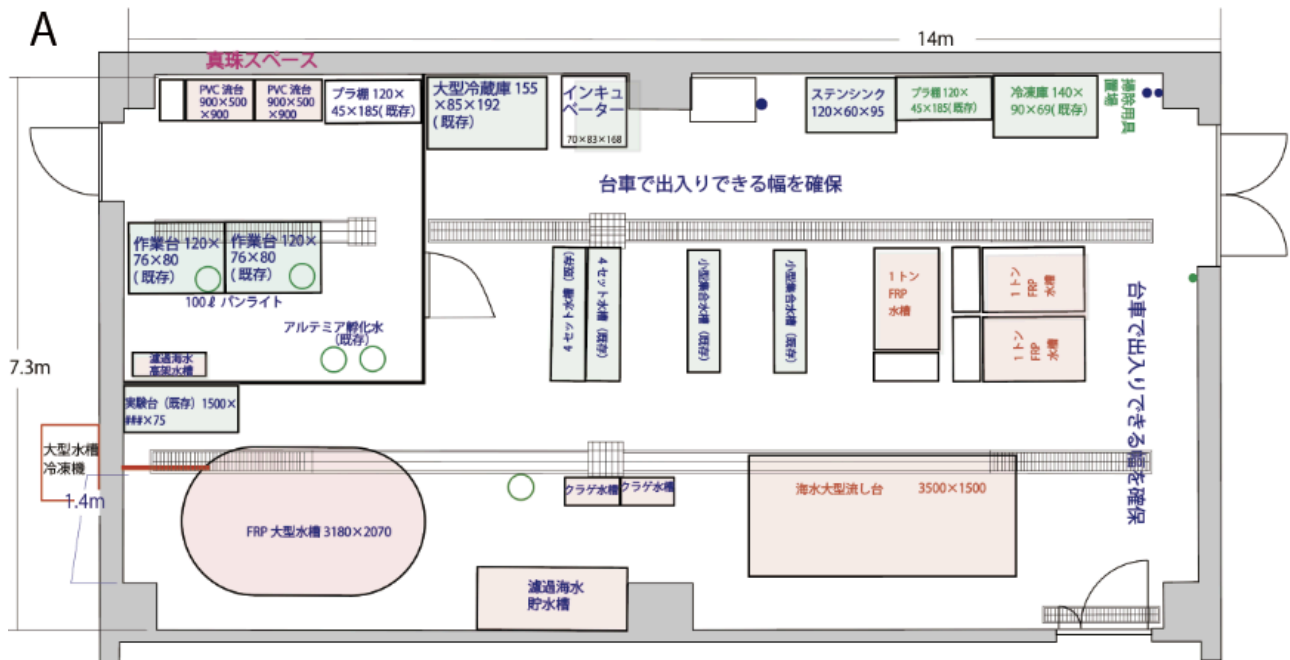 A
14m
真珠スペース
PVC 流台
900×500
×900
PVC 流台
900×500
×900
プラ棚 120×
45×185( 既存)
大型冷蔵庫 155
×85×192
( 既存)
インキュ
ベーター
70×83×168
ステンシンク
120×60×95
プラ棚 120×
45×185( 既存)
冷凍庫 140×
90×69( 既存)
掃除用具
置場
台車で出入りできる幅を確保
作業台 120×
76×80
( 既存)
作業台 120×
76×80
( 既存)
100ℓ パンライト
アルテミア孵化水
(既存)
濾過海水
高架水槽
4 セット水槽 (既存)
4 セット水槽 (既存)
小型集合水槽 (既存)
小型集合水槽 (既存)
1 トン
FRP
水槽
1 トン
FRP
水槽
1 トン
FRP
水槽
台車で出入りできる幅を確保
7.3m
実験台（既存）1500×
###×75
大型水槽
冷凍機
1.4m
FRP 大型水槽 3180×2070
クラゲ水槽
クラゲ水槽
海水大型流し台 3500×1500
濾過海水
貯水槽